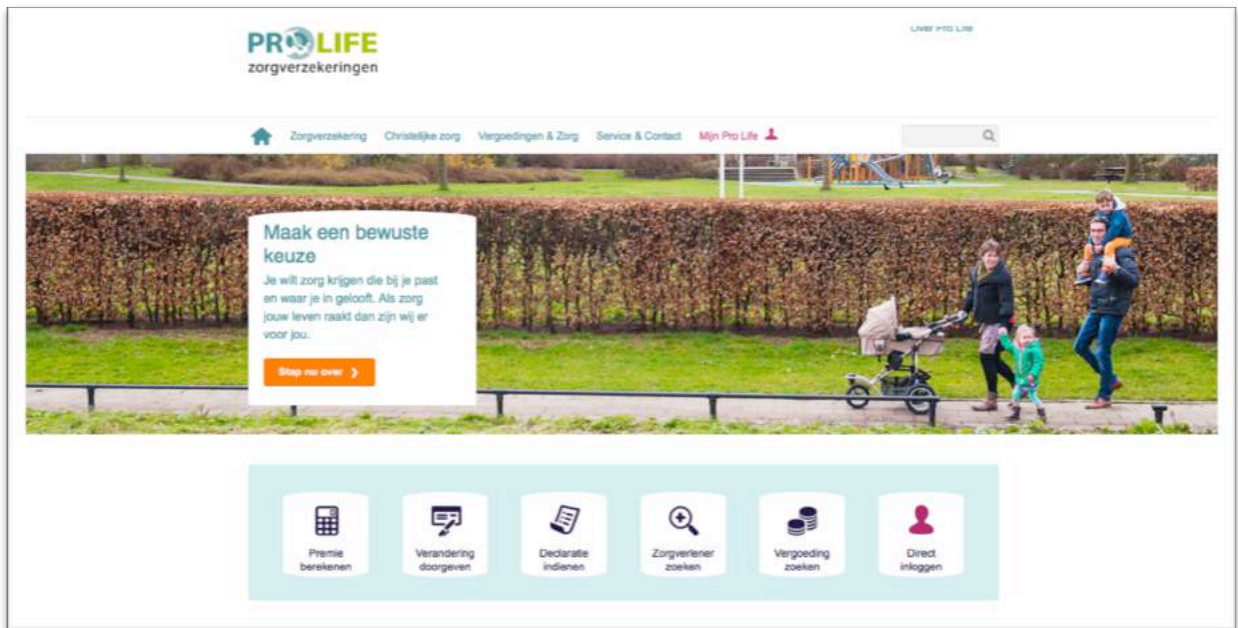 Over Pro Life
PROLIFE
zorgverzekeringen
Zorgverzekering Christelijke zorg Vergoedingen & Zorg Service & Contact Mijn Pro Life
Maak een bewuste
keuze
Je wilt zorg krijgen die bij je past
en waar je in gelooft. Als zorg
jouw leven raakt dan zijn wij er
voor jou.
Stap nu over
Premie
berekenen
Verandering
doorgeven
Declaratie
indienen
Zorgverlener
zoeken
Vergoeding
zoeken
Direct
inloggen